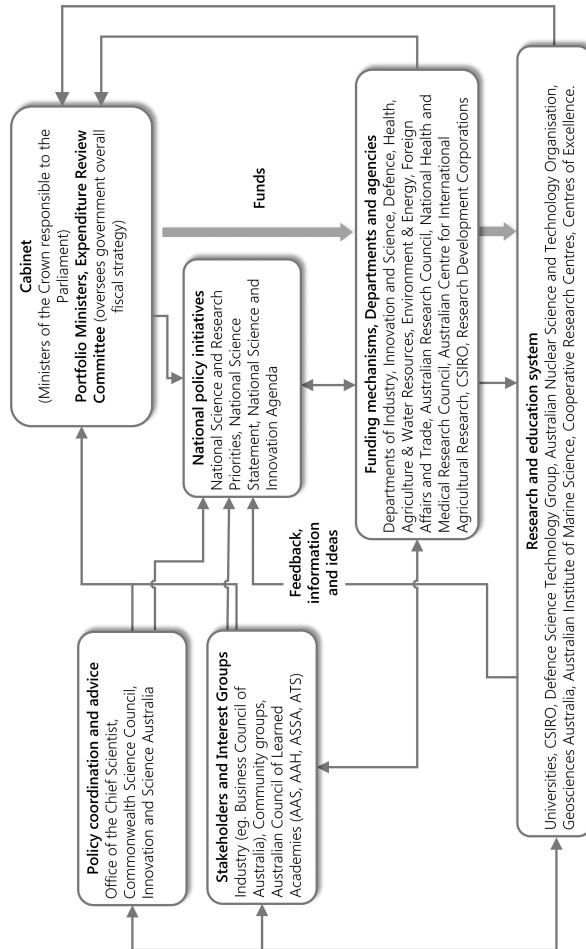 Cabinet
(Ministers of the Crown responsible to the
Parliament)
Portfolio Ministers, Expenditure Review
Committee (oversees government overall
fiscal strategy)
Policy coordination and advice
Office of the Chief Scientist,
Commonwealth Science Council,
Innovation and Science Australia
National policy initiatives
National Science and Research
Priorities, National Science
Statement, National Science and
Innovation Agenda
Funds
Stakeholders and Interest Groups
Industry (eg. Business Council of
Australia), Community groups,
Australian Council of Learned
Academies (AAS, AAH, ASSA, ATS)
Feedback,
information
and ideas
Funding mechanisms, Departments and agencies
Departments of Industry, Innovation and Science, Defence, Health,
Agriculture & Water Resources, Environment & Energy, Foreign
Affairs and Trade, Australian Research Council, National Health and
Medical Research Council, Australian Centre for International
Agricultural Research, CSIRO, Research Development Corporations
Research and education system
Universities, CSIRO, Defence Science Technology Group, Australian Nuclear Science and Technology Organisation,
Geosciences Australia, Australian Institute of Marine Science, Cooperative Research Centres, Centres of Excellence.